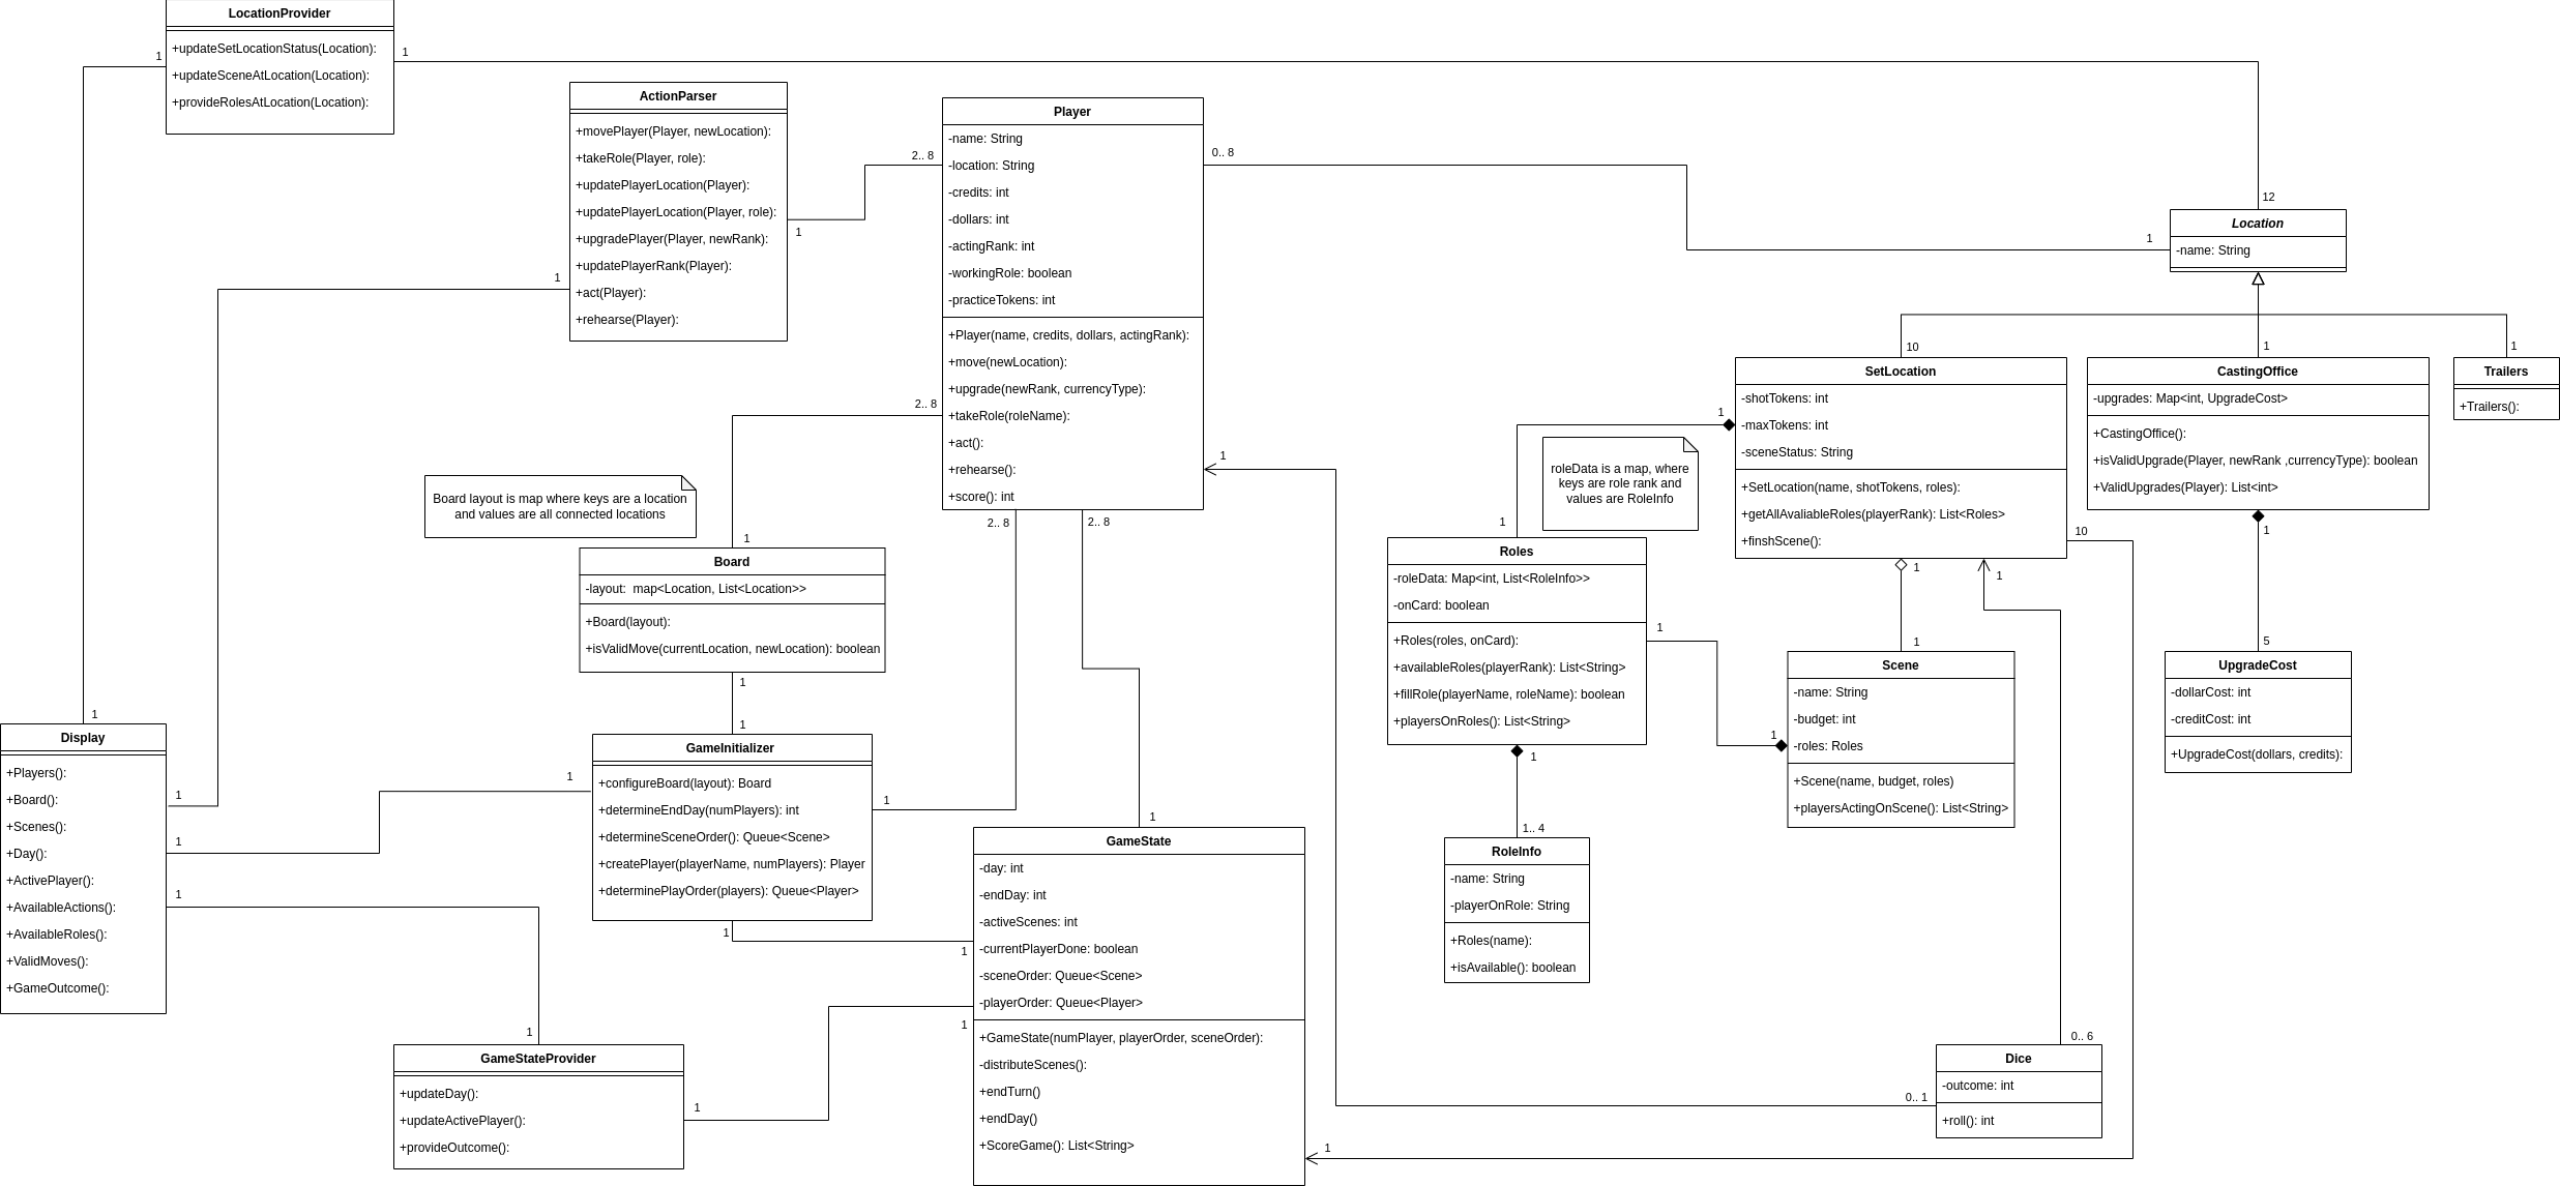 LocationProvider
+updateSetLocationStatus(Location):
+updateSceneAtLocation(Location):
+provideRolesAtLocation(Location):
1
1
ActionParser
+movePlayer(Player, newLocation):
+takeRole(Player, role):
+updatePlayerLocation(Player):
+updatePlayerLocation(Player, role):
+upgradePlayer(Player, newRank):
+updatePlayerRank(Player):
+act(Player):
+rehearse(Player):
1
1
Player
-name: String
-location: String
-credits: int
-dollars: int
-actingRank: int
-workingRole: boolean
-practiceTokens: int
+Player(name, credits, dollars, actingRank):
+move(newLocation):
+upgrade(newRank, currencyType):
+takeRole(roleName):
+act():
+rehearse():
+score(): int
2.. 8
0.. 8
2.. 8
1
2.. 8
2.. 8
12
1
Location
-name: String
10
1
1
SetLocation
-shotTokens: int
-maxTokens: int
-sceneStatus: String
+SetLocation(name, shotTokens, roles):
+getAllAvaliableRoles(playerRank): List<Roles>
+finshScene():
1
10
1
1
CastingOffice
-upgrades: Map<int, UpgradeCost>
+CastingOffice():
+isValidUpgrade(Player, newRank ,currencyType): boolean
+ValidUpgrades(Player): List<int>
1
Trailers
+Trailers():
roleData is a map, where
keys are role rank and
values are RoleInfo
Board layout is map where keys are a location
and values are all connected locations
1
Board
-layout:  map<Location, List<Location>>
+Board(layout):
+isValidMove(currentLocation, newLocation): boolean
1
1
Roles
-roleData: Map<int, List<RoleInfo>>
-onCard: boolean
+Roles(roles, onCard):
+availableRoles(playerRank): List<String>
+fillRole(playerName, roleName): boolean
+playersOnRoles(): List<String>
1
1
1
Scene
-name: String
-budget: int
-roles: Roles
+Scene(name, budget, roles)
+playersActingOnScene(): List<String>
1
5
UpgradeCost
-dollarCost: int
-creditCost: int
+UpgradeCost(dollars, credits):
1
Display
+Players():
+Board():
+Scenes():
+Day():
+ActivePlayer():
+AvailableActions():
+AvailableRoles():
+ValidMoves():
+GameOutcome():
1
1
1
1
GameInitializer
+configureBoard(layout): Board
+determineEndDay(numPlayers): int
+determineSceneOrder(): Queue<Scene>
+createPlayer(playerName, numPlayers): Player
+determinePlayOrder(players): Queue<Player>
1
1
1
1
GameState
-day: int
-endDay: int
-activeScenes: int
-currentPlayerDone: boolean
-sceneOrder: Queue<Scene>
-playerOrder: Queue<Player>
+GameState(numPlayer, playerOrder, sceneOrder):
-distributeScenes():
+endTurn()
+endDay()
+ScoreGame(): List<String>
1
1
1
1.. 4
RoleInfo
-name: String
-playerOnRole: String
+Roles(name):
+isAvailable(): boolean
1
GameStateProvider
+updateDay():
+updateActivePlayer():
+provideOutcome():
1
0.. 6
Dice
-outcome: int
+roll(): int
0.. 1